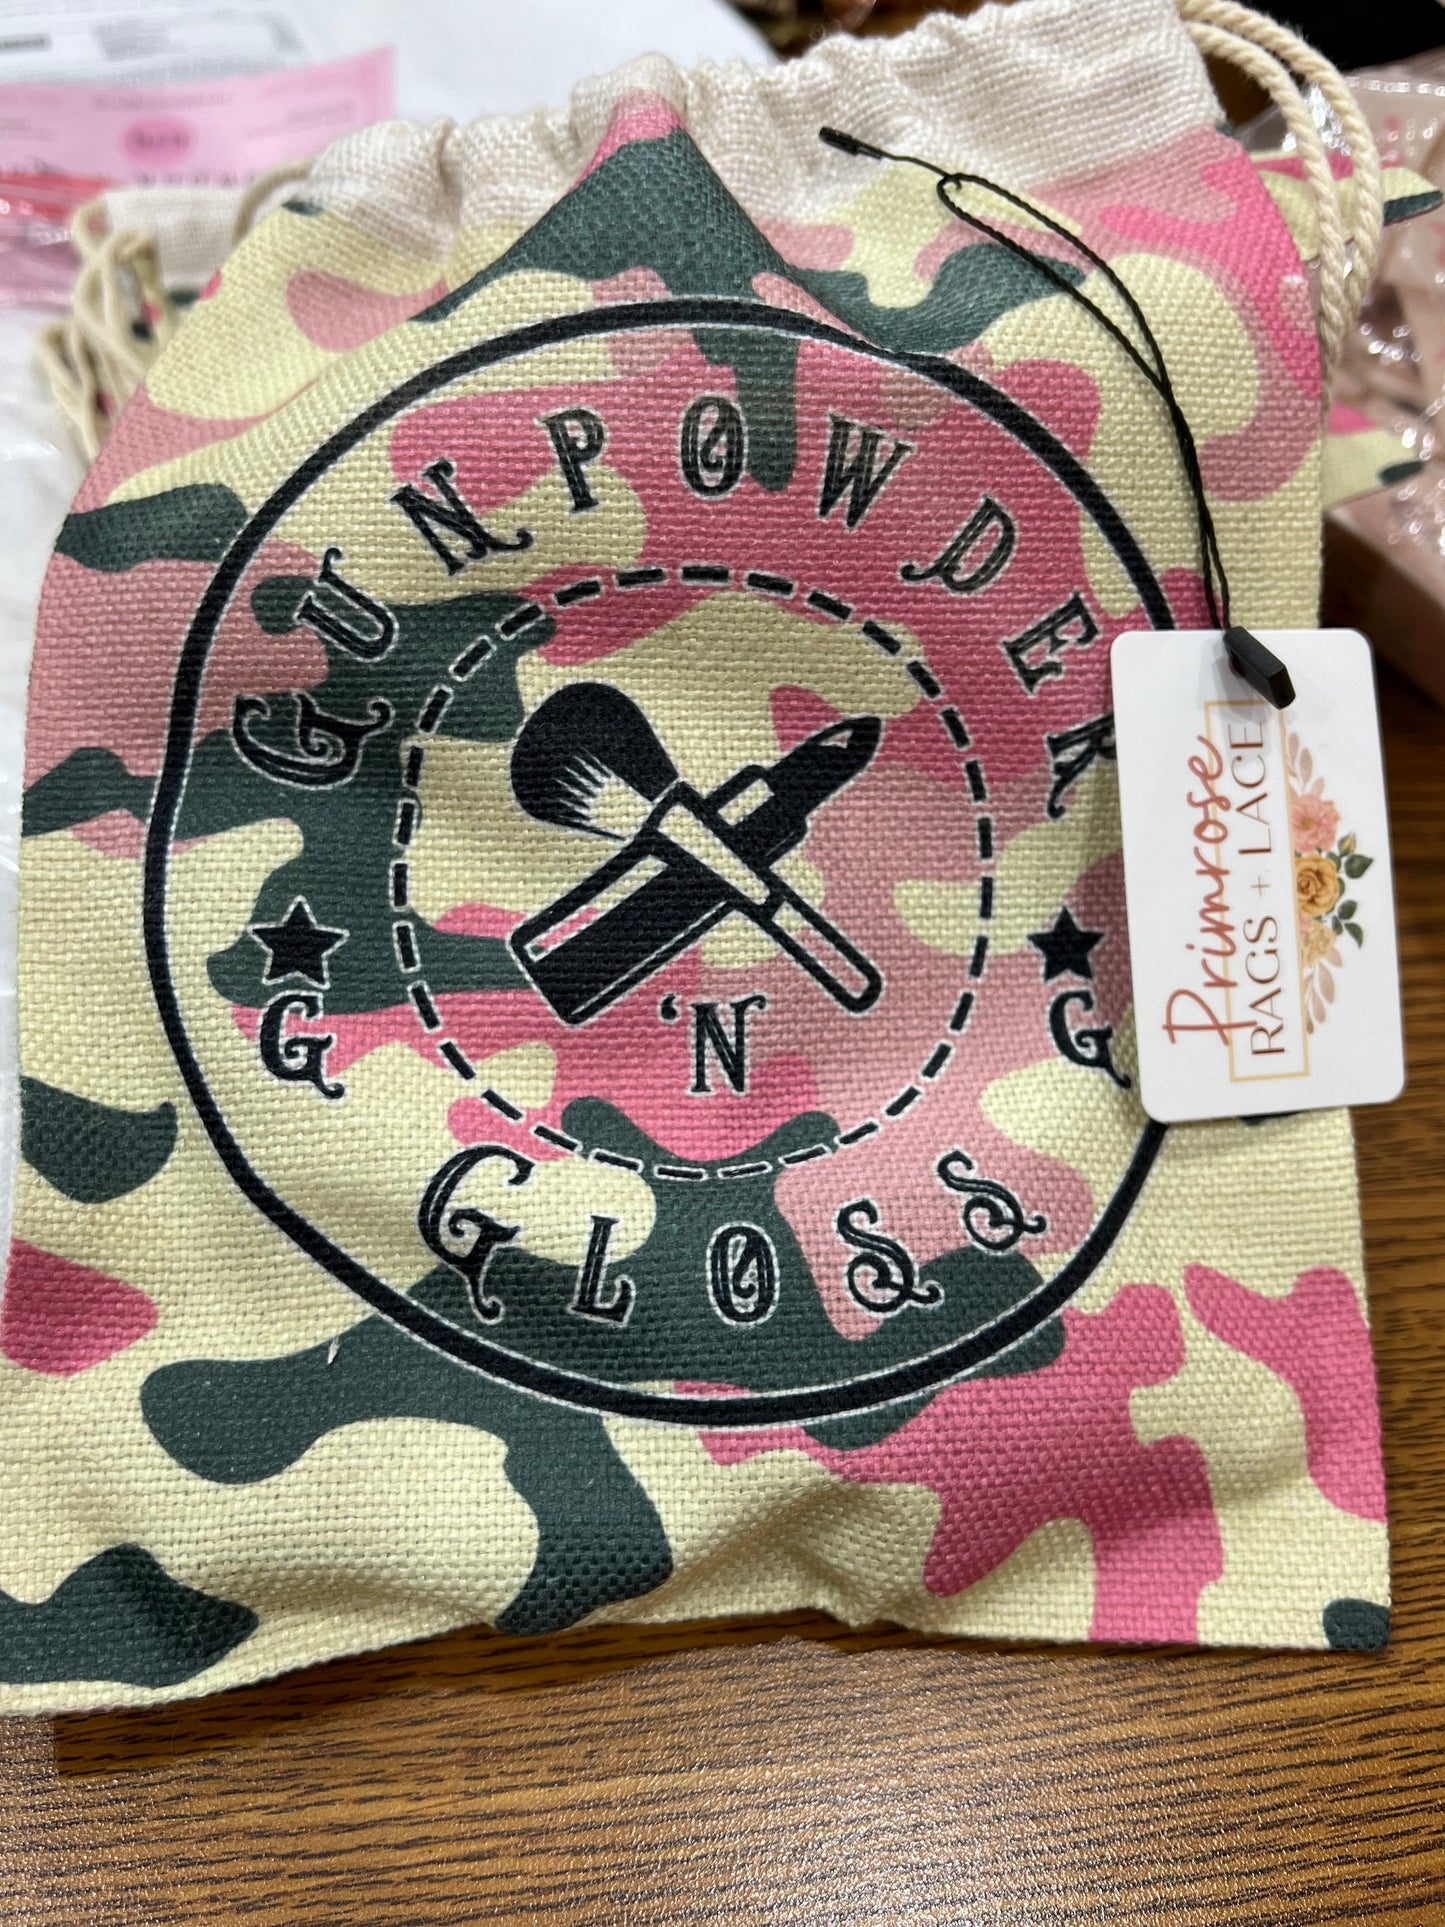 GUNPOWDER
G
'N
G
GLOSS
Primrose
RAGS + LACE